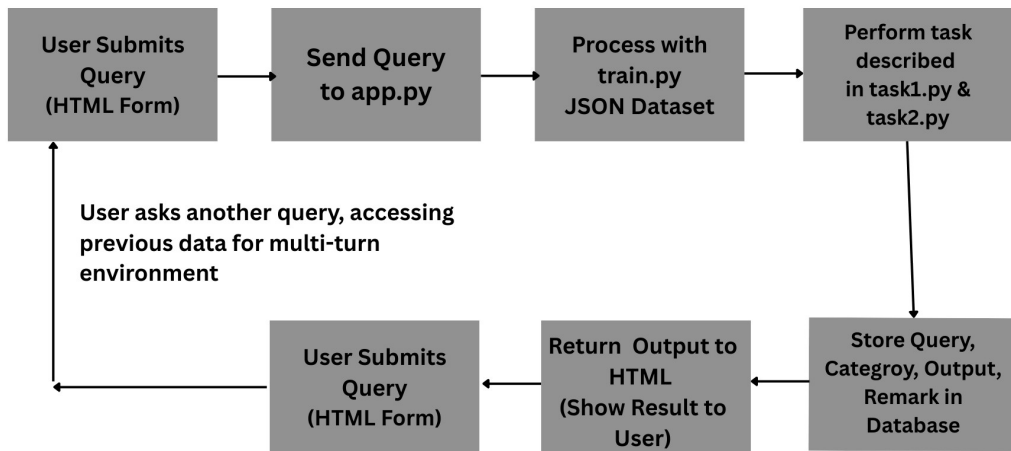 User Submits
Query
(HTML Form)
Send Query
to app.py
Process with
train.py
JSON Dataset
Perform task
described
in task1.py &
task2.py
User asks another query, accessing
previous data for multi-turn
environment
User Submits
Query
(HTML Form)
Return Output to
HTML
(Show Result to
User)
Store Query,
Categroy, Output,
Remark in
Database